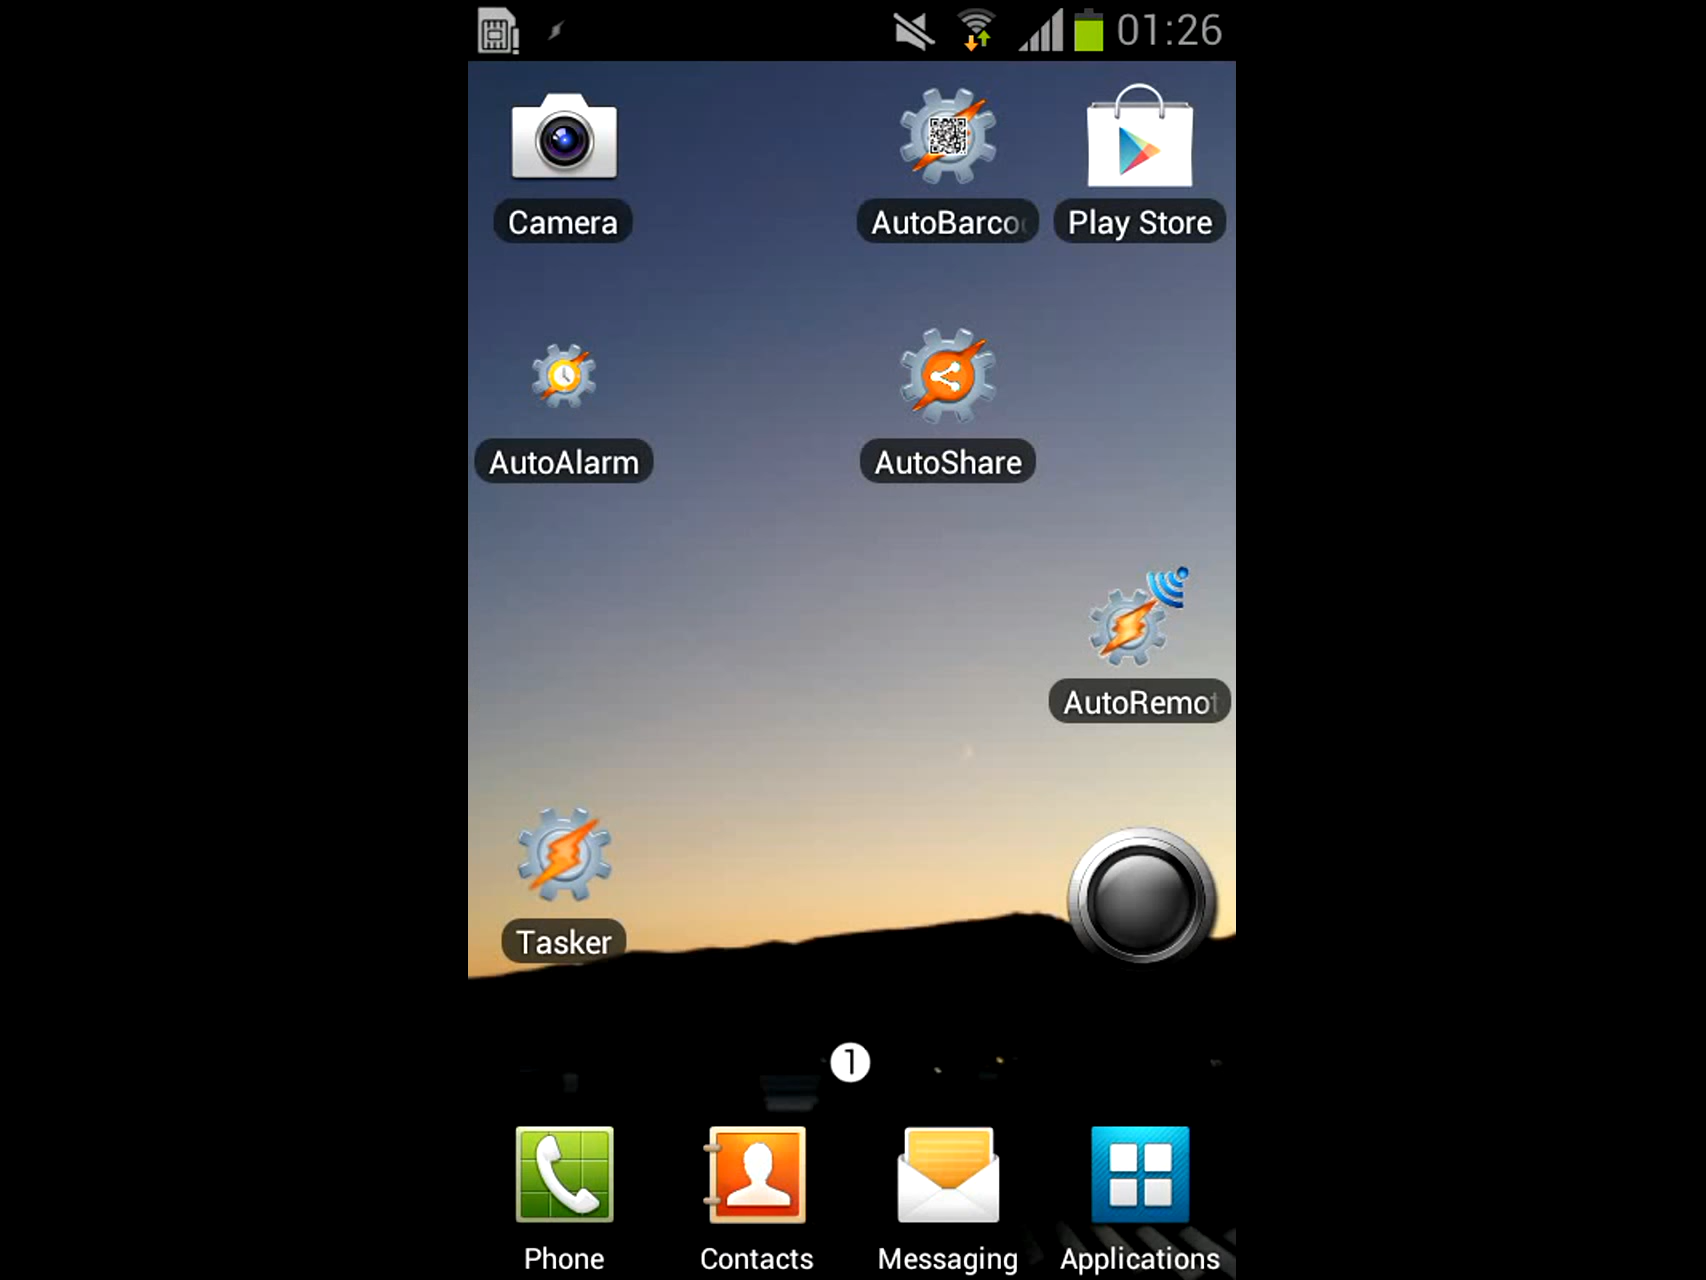 01:26
Camera
AutoBarco
Play Store
AutoAlarm
AutoShare
AutoRemot
Tasker
1
Phone
Contacts
Messaging
Applications